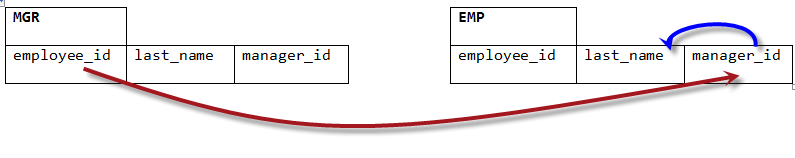 MGR
employee_id last_name manager_id
EMP
employee_id last_name manager_id